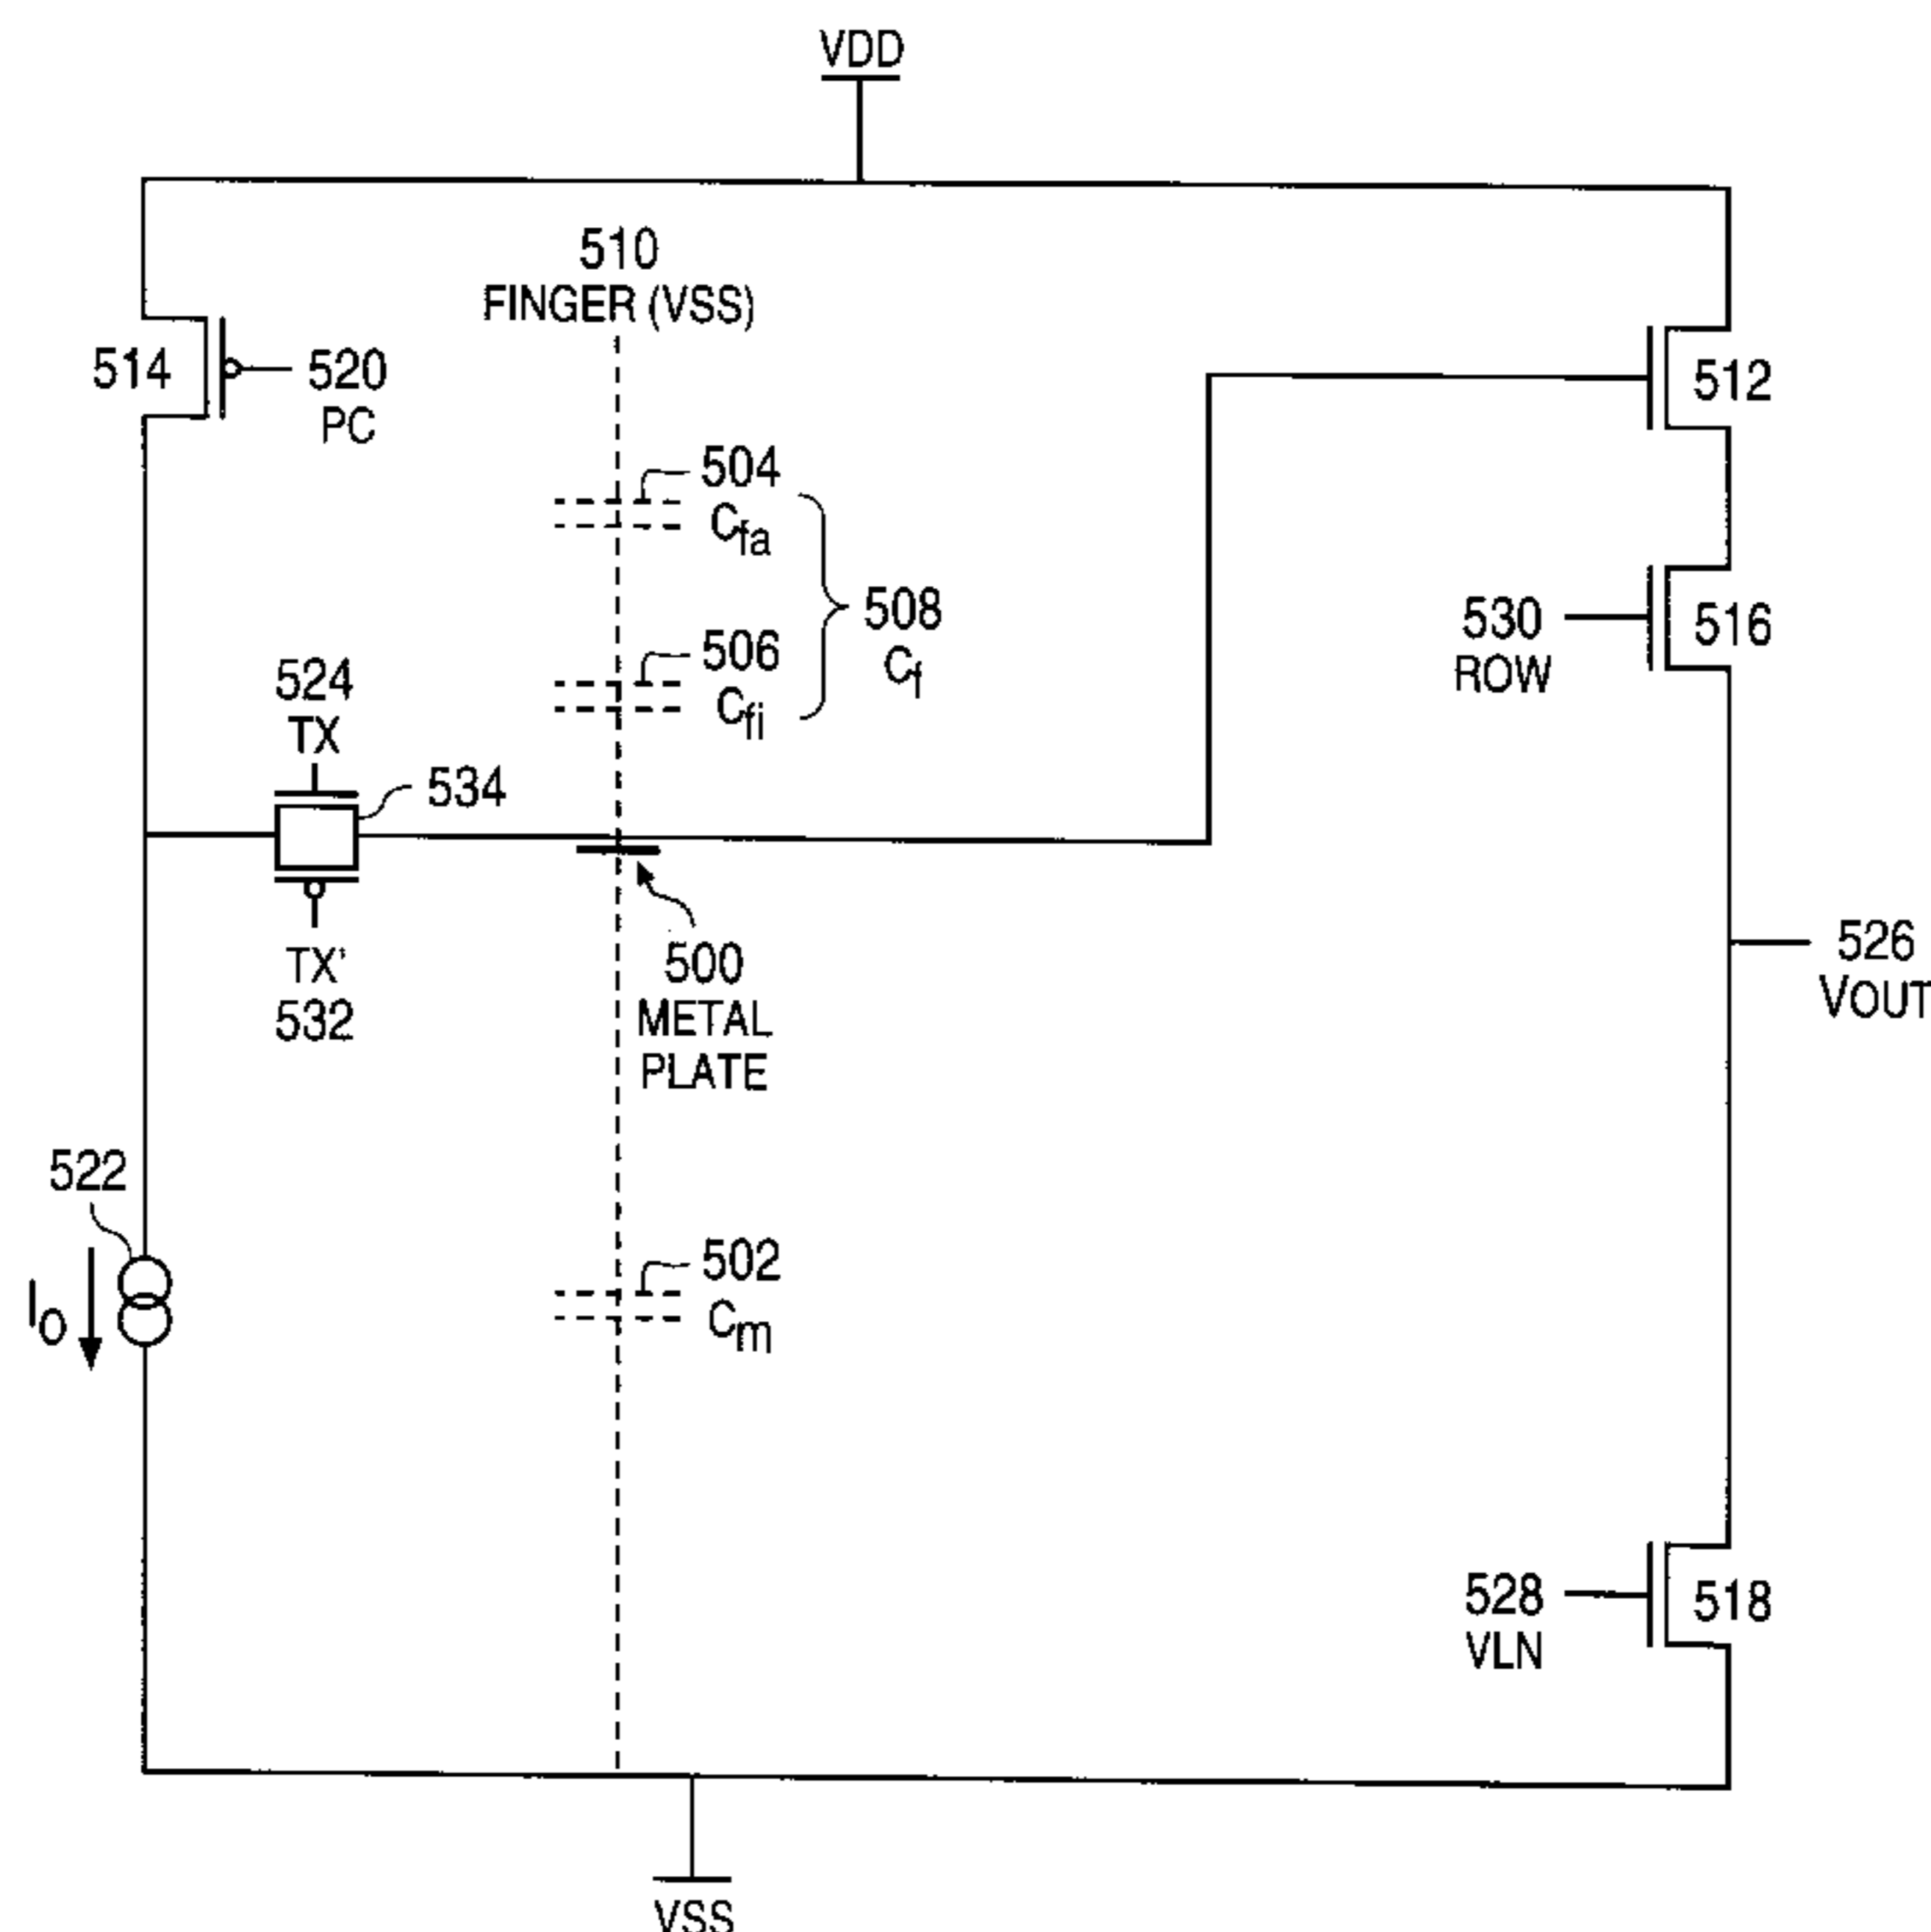 VDD
510
FINGER (VSS)
514
520
PC
512
504
Cfa
508
Cf
506
Cfi
530
ROW
516
524
TX
534
TX'
532
500
METAL
PLATE
526
VOUT
522
IO
502
Cm
528
VLN
518
VSS